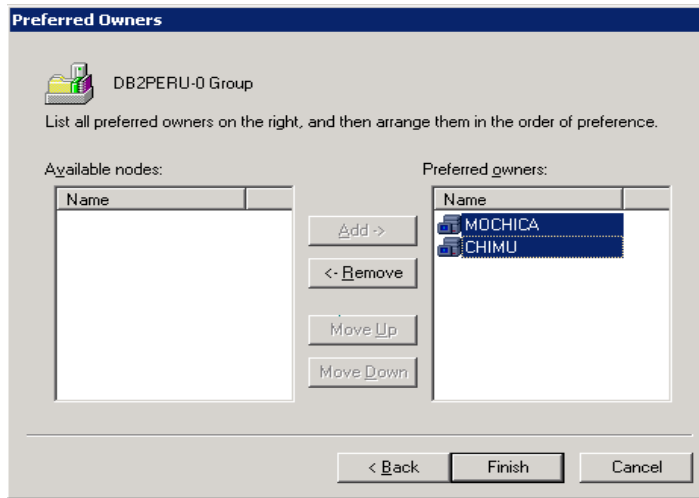 Preferred Owners
DB2PERU-0 Group
List all preferred owners on the right, and then arrange them in the order of preference.
Available nodes:
Preferred owners:
Name
Name
MOCHICA
CHIMU
Add ->
<- Remove
Move Up
Move Down
< Back
Finish
Cancel